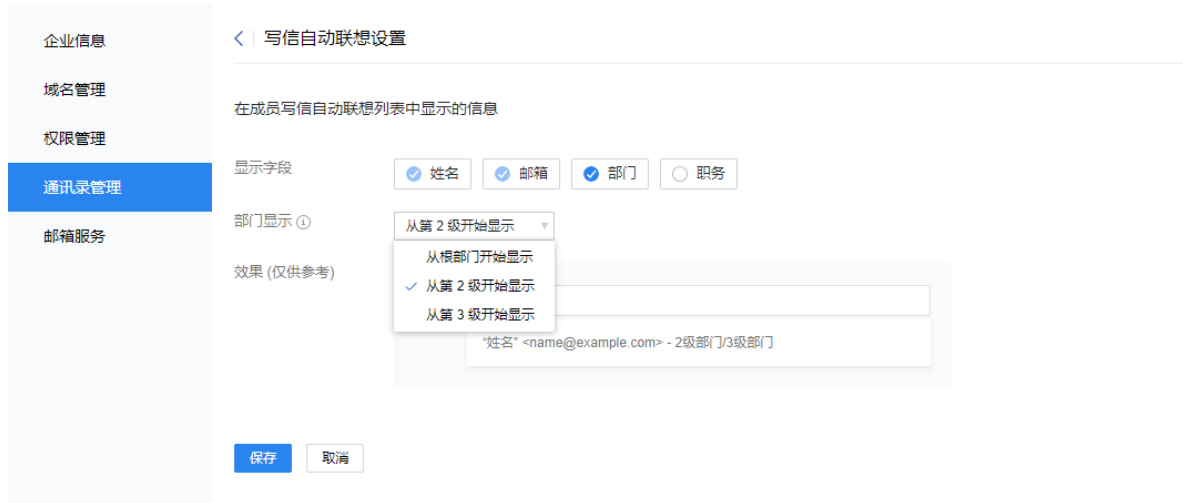 企业信息
域名管理
权限管理
通讯录管理
邮箱服务
写信自动联想设置
在成员写信自动联想列表中显示的信息
显示字段
姓名
邮箱
部门
职务
部门显示
从第 2 级开始显示
从根部门开始显示
从第 2 级开始显示
从第 3 级开始显示
效果 (仅供参考)
“姓名” <name@example.com> - 2级部门/3级部门
保存
取消